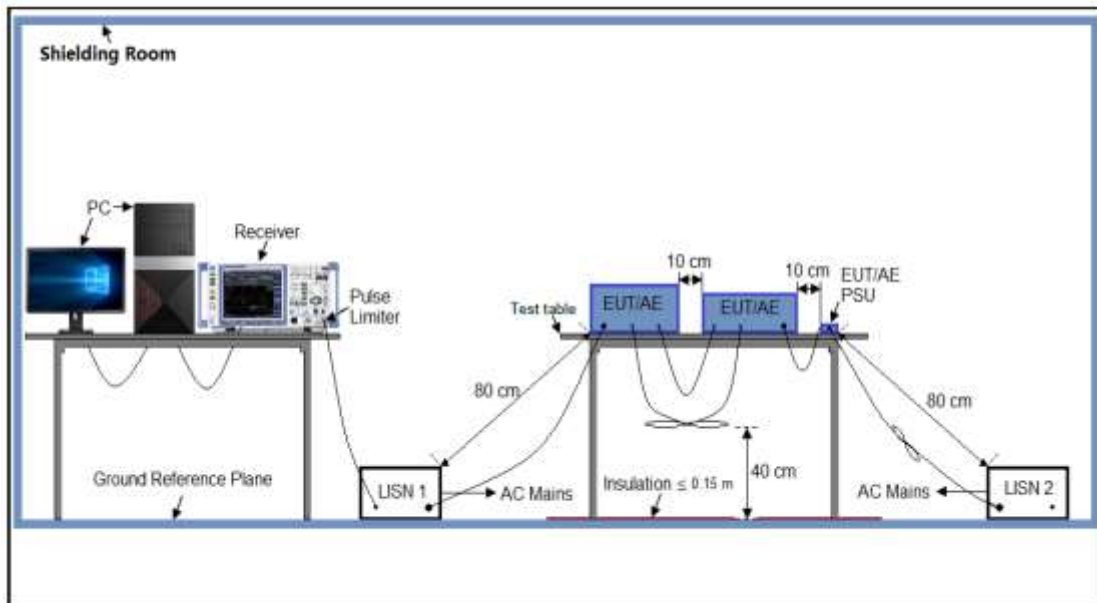 Shielding Room
PC
Receiver
Pulse
Limiter
Test table
EUT/AE
10 cm
EUT/AE
10 cm
EUT/AE
PSU
80 cm
80 cm
40 cm
Ground Reference Plane
LISN 1
AC Mains
Insulation ≤ 0.15 m
AC Mains
LISN 2